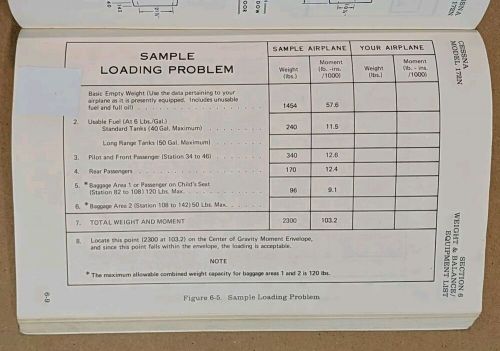 CESSNA
MODEL 172N
SECTION 6
WEIGHT & BALANCE/
EQUIPMENT LIST
SAMPLE
LOADING PROBLEM
SAMPLE AIRPLANE
YOUR AIRPLANE
Weight
(lbs.)
Moment
(lb. -ins.
/1000)
Weight
(lbs.)
Moment
(lb. - ins.
/1000)
Basic Empty Weight (Use the data pertaining to your
airplane as it is presently equipped. Includes unusable
fuel and full oil) 1454 57.6
2. Usable Fuel (At 6 Lbs./Gal.)
Standard Tanks (40 Gal. Maximum) 240 11.5
Long Range Tanks (50 Gal. Maximum)
3. Pilot and Front Passenger (Station 34 to 46) 340 12.6
4. Rear Passengers 170 12.4
5. * Baggage Area 1 or Passenger on Child's Seat
(Station 82 to 108) 120 Lbs. Max. 96 9.1
6. * Baggage Area 2 (Station 108 to 142) 50 Lbs. Max.
7. TOTAL WEIGHT AND MOMENT 2300 103.2
8. Locate this point (2300 at 103.2) on the Center of Gravity Moment Envelope,
and since this point falls within the envelope, the loading is acceptable.
NOTE
* The maximum allowable combined weight capacity for baggage areas 1 and 2 is 120 lbs.
Figure 6-5. Sample Loading Problem
6-9